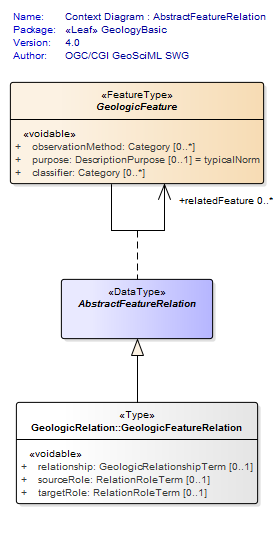 Name: Context Diagram : AbstractFeatureRelation
Package: «Leaf» GeologyBasic
Version: 4.0
Author: OGC/CGI GeoSciML SWG
«FeatureType»
GeologicFeature
«voidable»
+ observationMethod: Category [0..*]
+ purpose: DescriptionPurpose [0..1] = typicalNorm
+ classifier: Category [0..*]
+relatedFeature 0..*
«DataType»
AbstractFeatureRelation
«Type»
GeologicRelation::GeologicFeatureRelation
«voidable»
+ relationship: GeologicRelationshipTerm [0..1]
+ sourceRole: RelationRoleTerm [0..1]
+ targetRole: RelationRoleTerm [0..1]